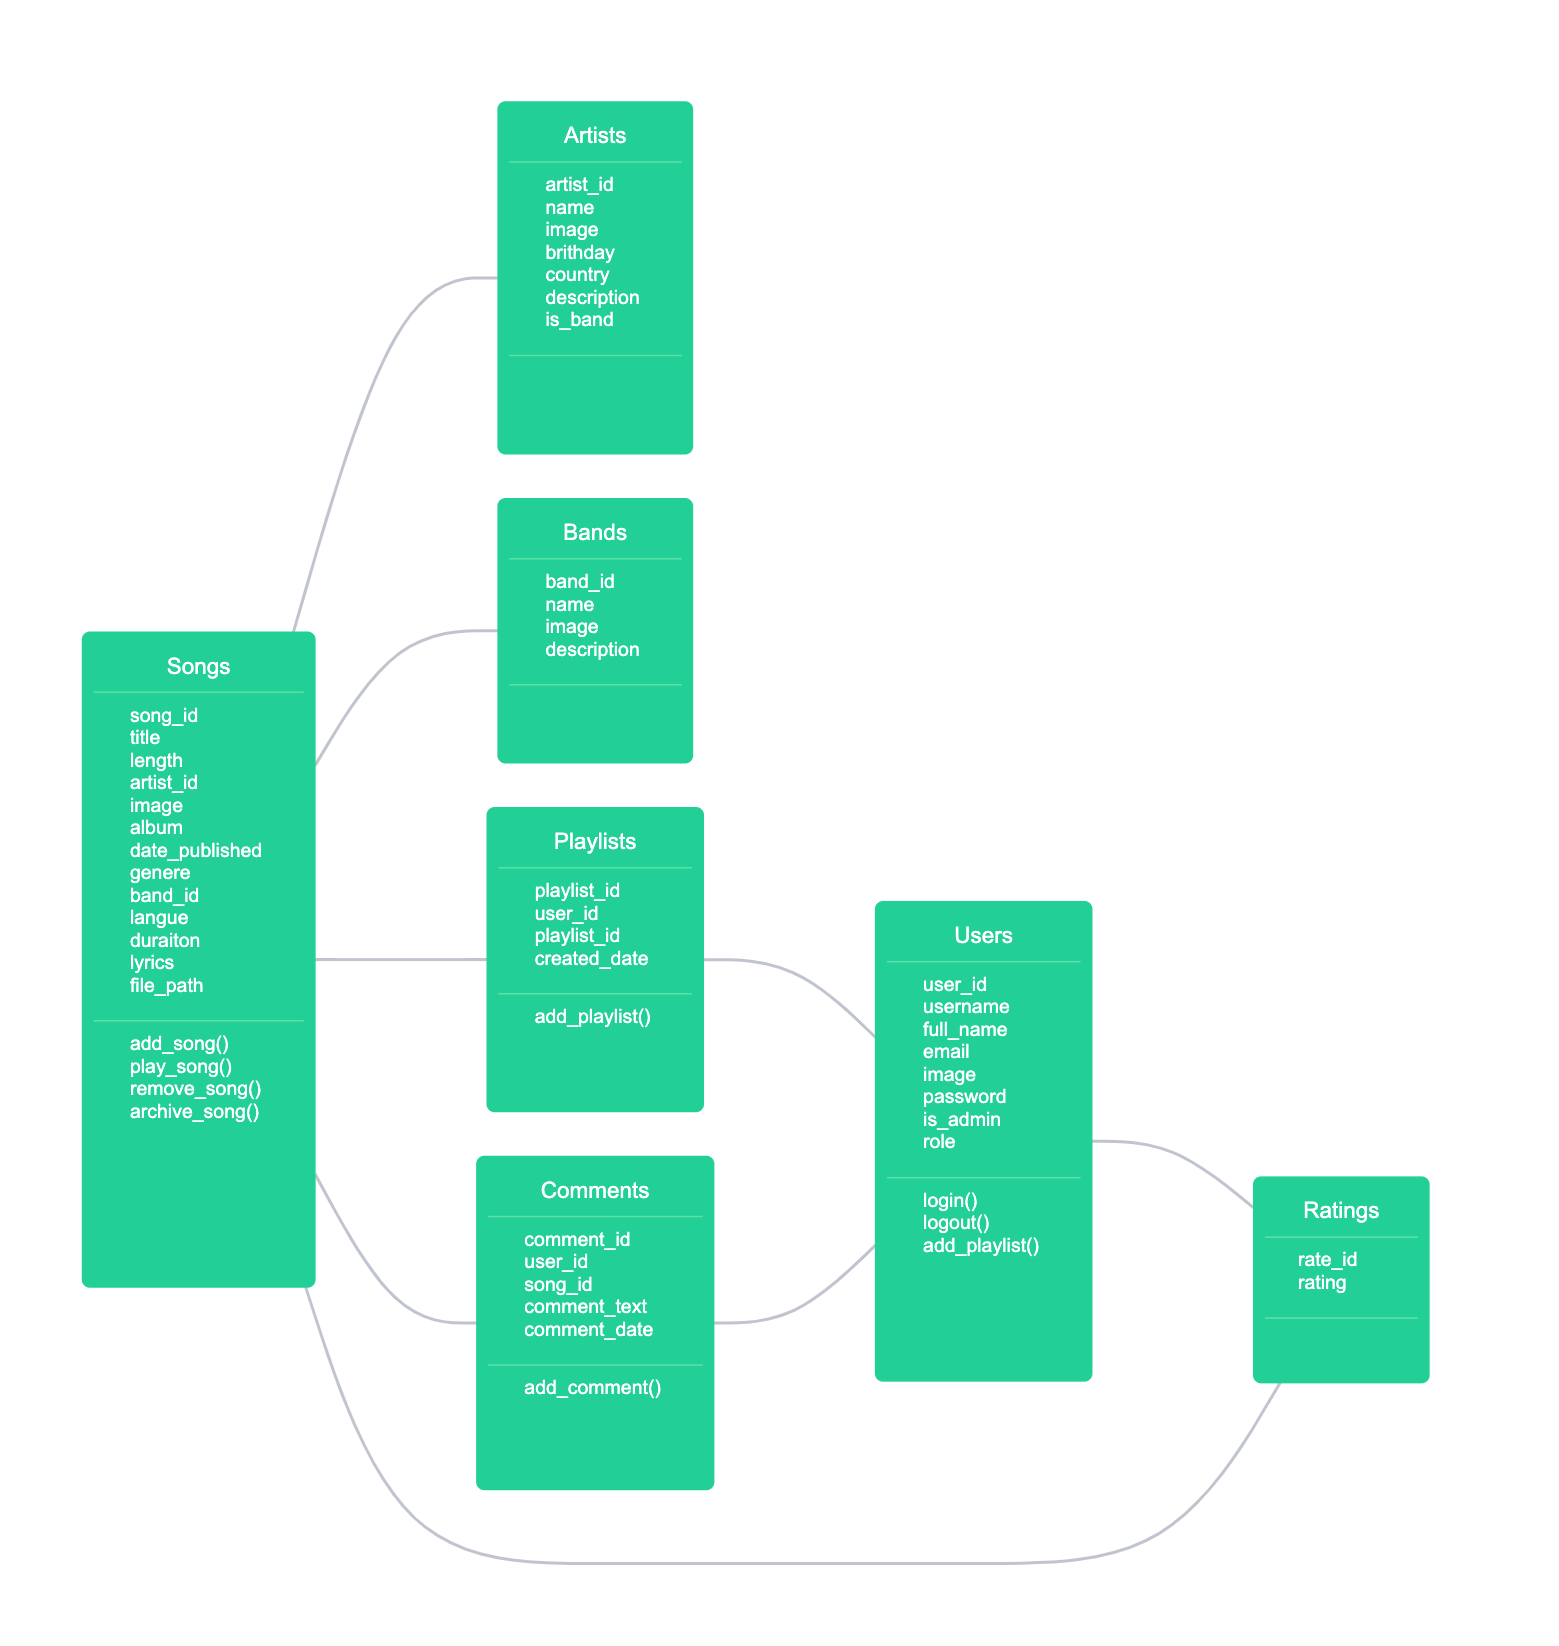 Artists
artist_id
name
image
brithday
country
description
is_band
Bands
band_id
name
image
description
Songs
song_id
title
length
artist_id
image
album
date_published
genere
band_id
langue
duraiton
lyrics
file_path
add_song()
play_song()
remove_song()
archive_song()
Playlists
playlist_id
user_id
playlist_id
created_date
add_playlist()
Comments
comment_id
user_id
song_id
comment_text
comment_date
add_comment()
Users
user_id
username
full_name
email
image
password
is_admin
role
login()
logout()
add_playlist()
Ratings
rate_id
rating